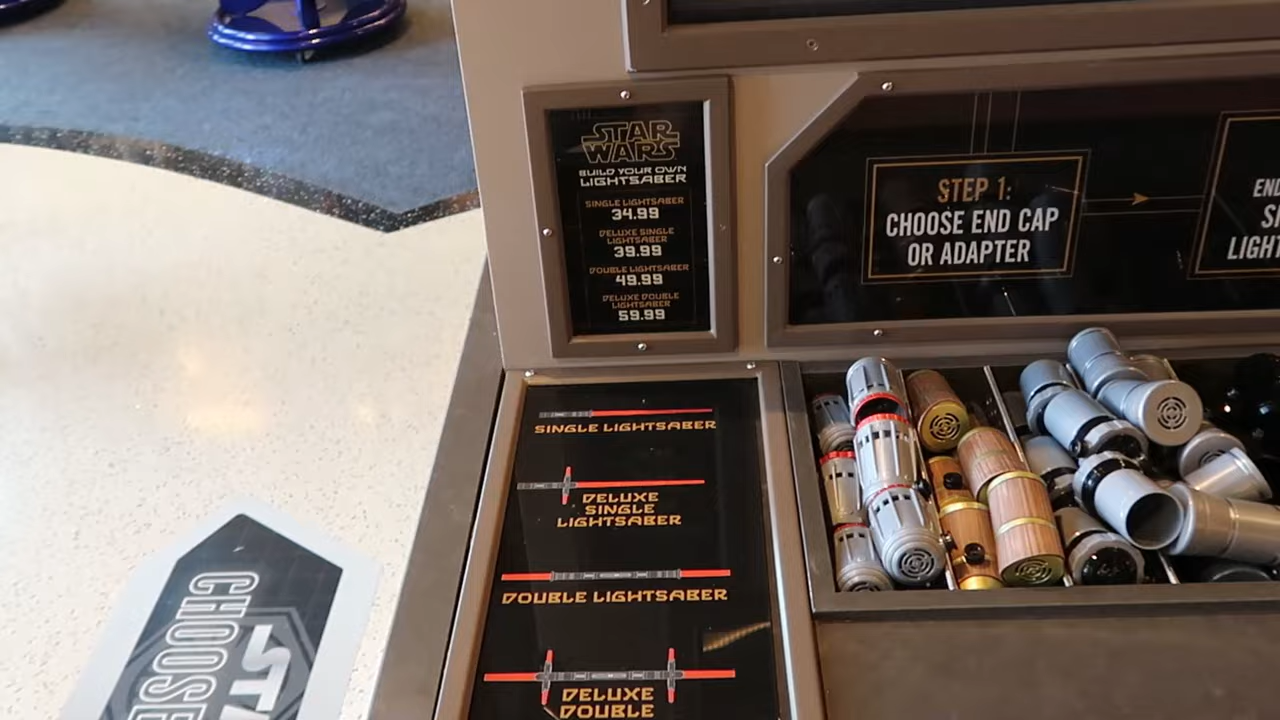 STAR
WARS
BUILD YOUR OWN
LIGHTSABER
SINGLE LIGHTSABER
34.99
DELUXE SINGLE
LIGHTSABER
39.99
DOUBLE LIGHTSABER
49.99
DELUXE DOUBLE
LIGHTSABER
59.99
STEP 1:
CHOOSE END CAP
OR ADAPTER
SINGLE LIGHTSABER
DELUXE
SINGLE
LIGHTSABER
DOUBLE LIGHTSABER
DELUXE
DOUBLE
CHOOSE